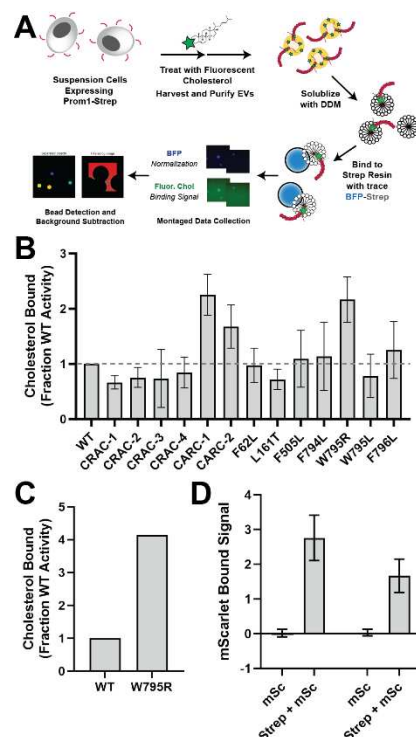 A
Suspension Cells
Expressing
Prom1-Strep
Treat with Fluorescent
Cholesterol
Harvest and Purify EVs
Solublize
with DDM
Bind to
Strep Resin
with trace
BFP-Strep
BFP
Normalization
Fluor. Chol
Binding Signal
Montaged Data Collection
Bead Detection and
Background Subtraction
B
Cholesterol Bound
(Fraction WT Activity)
3
2
1
0
WT
CRAC-1
CRAC-2
CRAC-3
CRAC-4
CARC-1
CARC-2
F62L
L161T
F505L
F794L
W795R
W795L
F796L
C
Cholesterol Bound
(Fraction WT Activity)
5
4
3
2
1
0
WT
W795R
D
mScarlet Bound Signal
4
3
2
1
0
-1
mSc
Strep + mSc
mSc
Strep + mSc